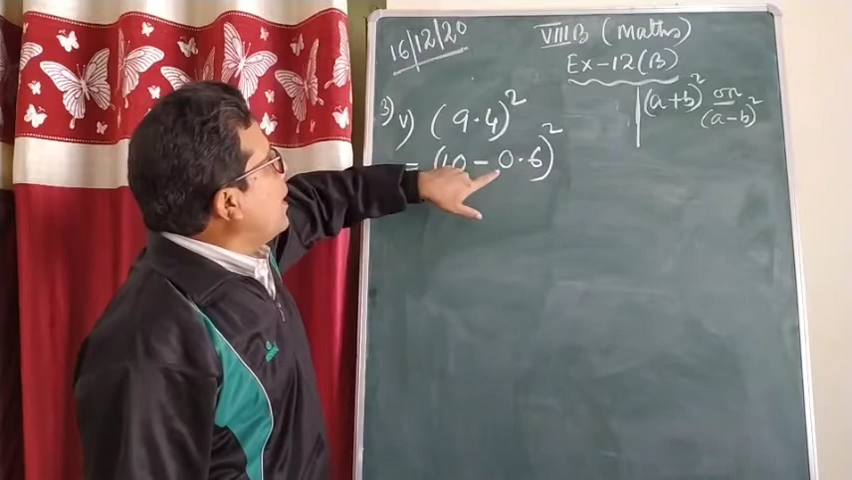 16/12/20
VIII B (Maths)
Ex-12(B)
(a+b)² or
(a-b)²
3) v) (9.4)²
= (10 - 0.6)²